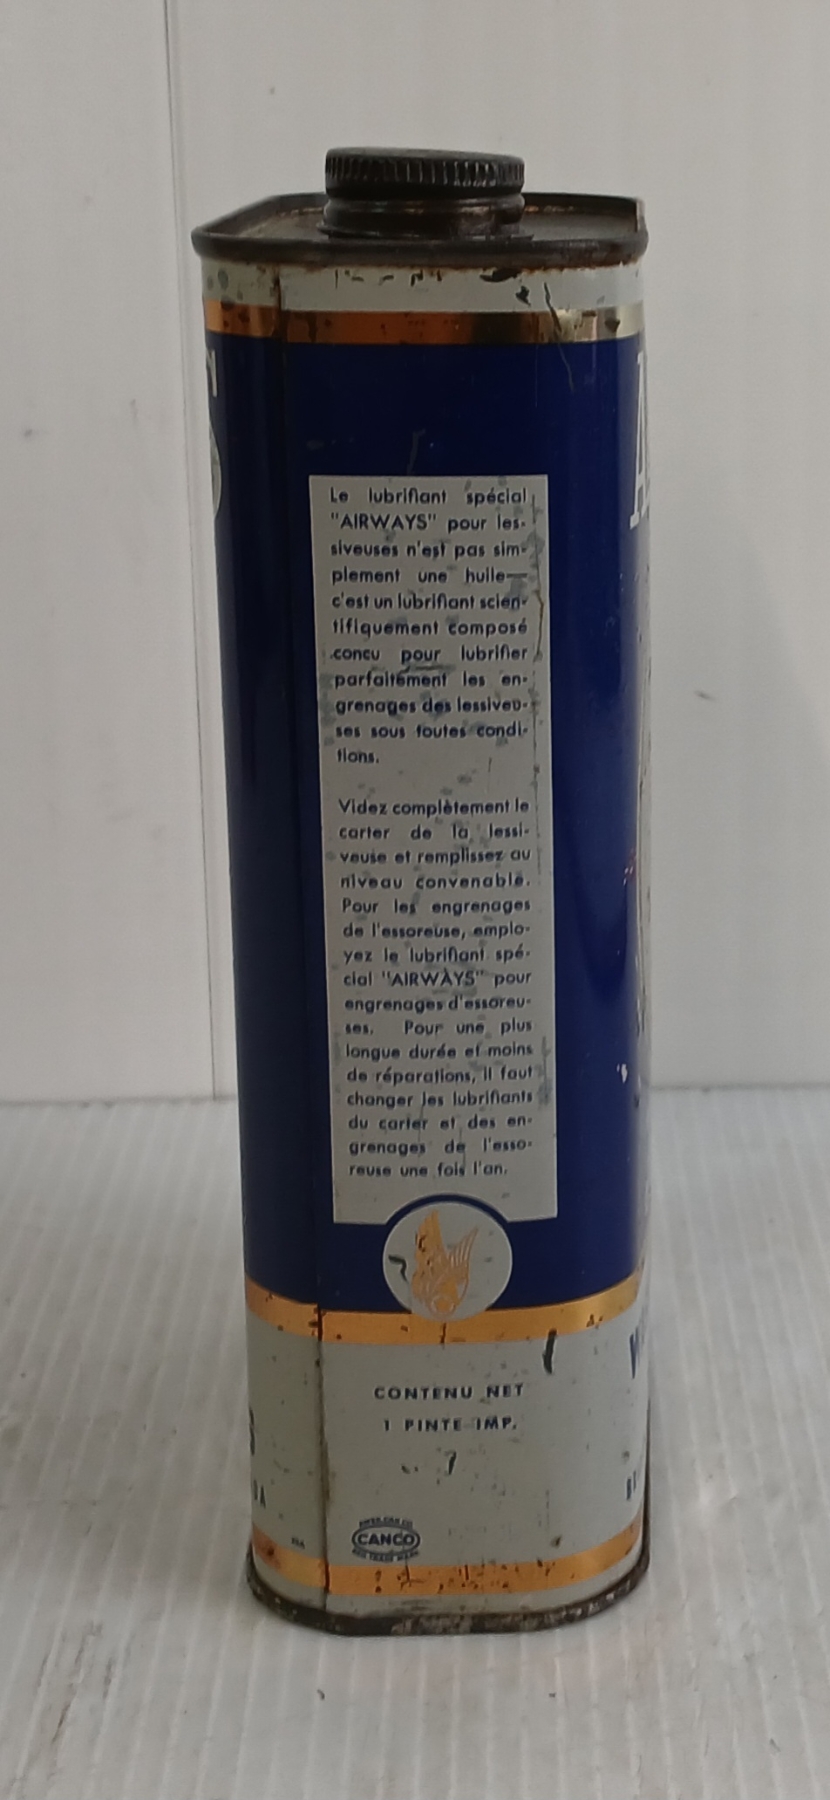 Le lubrifiant spécial
"AIRWAYS" pour les-
siveuses n'est pas sim-
plement une huile—
c'est un lubrifiant scien-
tifiquement composé
concu pour lubrifier
parfaitement les en-
grenages des lessiveu-
ses sous toutes condi-
tions.
Videz complètement le
carter de la lessi-
veuse et remplissez au
niveau convenable.
Pour les engrenages
de l'essoreuse, emplo-
yez le lubrifiant spé-
cial "AIRWAYS" pour
engrenages d'essoreu-
ses. Pour une plus
longue durée et moins
de réparations, il faut
changer les lubrifiants
du carter et des en-
grenages de l'esso-
reuse une fois l'an.
CONTENU NET
1 PINTE IMP.
CANCO